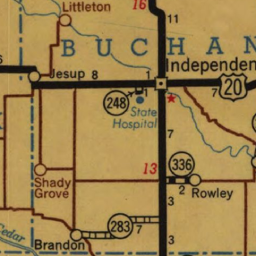 Littleton
16
11
BUCHAN
Independen
Jesup 8
1
20
7
248
State
Hospital
7
13
336
Shady
Grove
2 Rowley
3
283
7
Brandon
Cedar
3